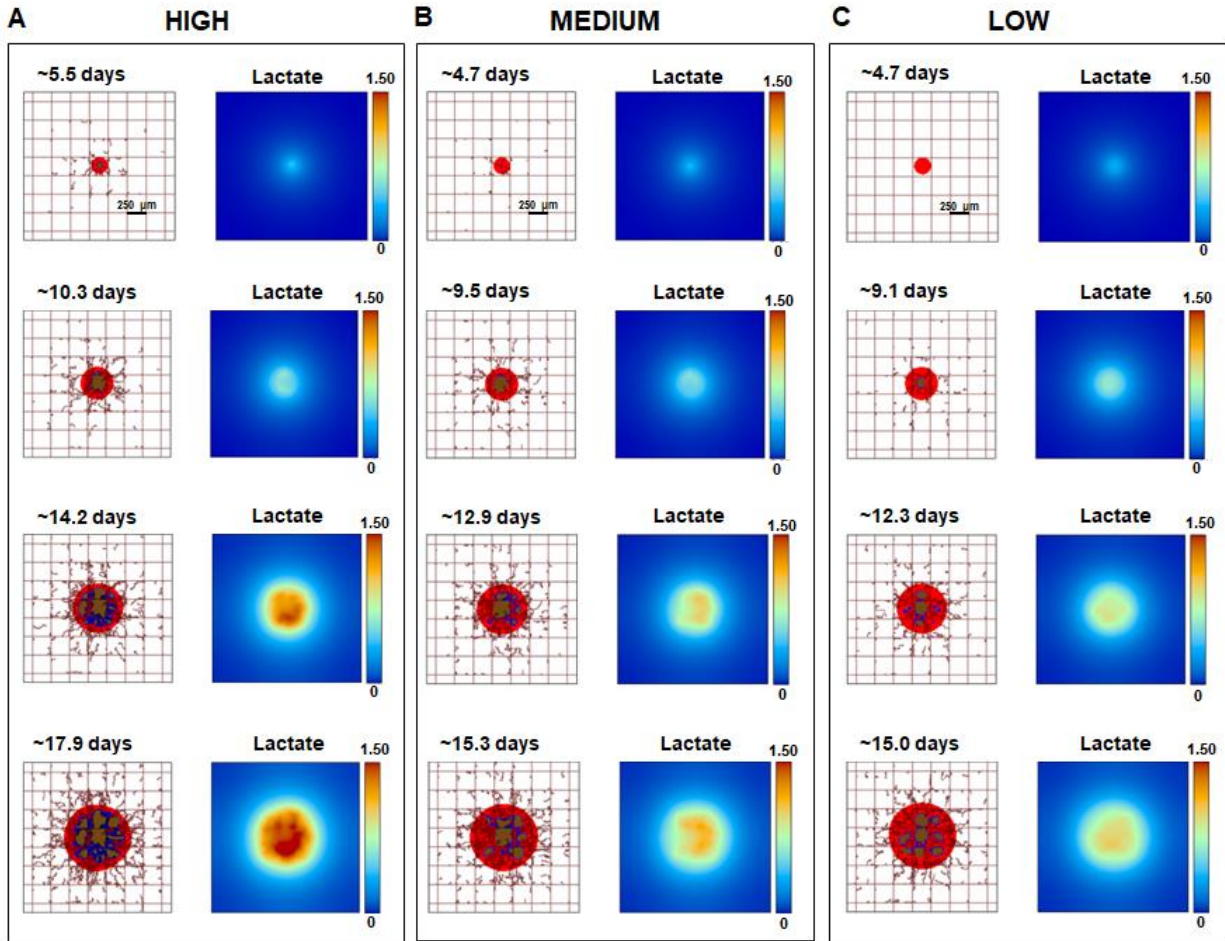 A HIGH
B MEDIUM
C LOW
~5.5 days Lactate 1.50
250 µm
0
~4.7 days Lactate 1.50
250 µm
0
~4.7 days Lactate 1.50
250 µm
0
~10.3 days Lactate 1.50
0
~9.5 days Lactate 1.50
0
~9.1 days Lactate 1.50
0
~14.2 days Lactate 1.50
0
~12.9 days Lactate 1.50
0
~12.3 days Lactate 1.50
0
~17.9 days Lactate 1.50
0
~15.3 days Lactate 1.50
0
~15.0 days Lactate 1.50
0